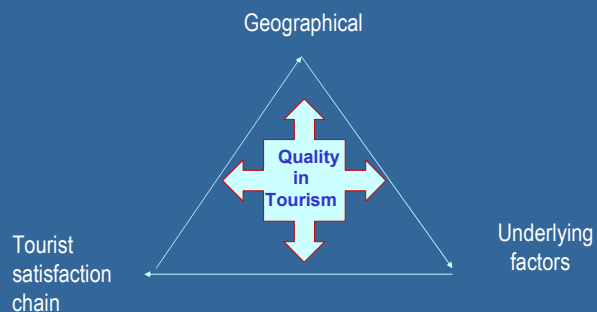 Geographical
Quality
in
Tourism
Tourist
satisfaction
chain
Underlying
factors